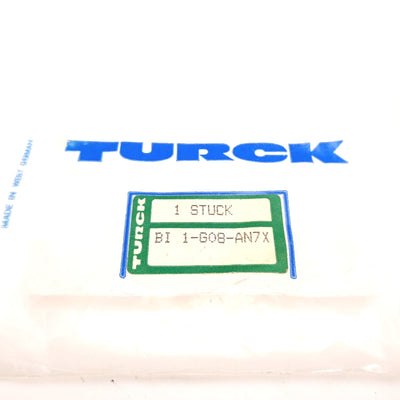 TURCK
MADE IN WEST GERMANY
TURCK
1 STUCK
BI 1-G08-AN7X